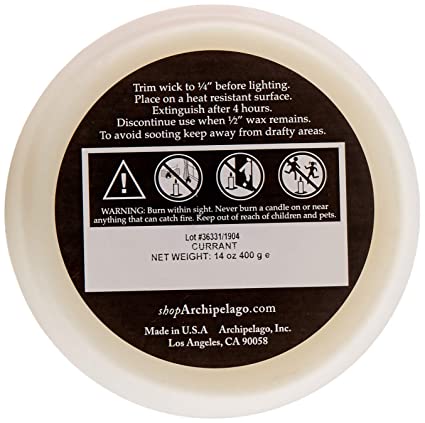 Trim wick to ¼" before lighting.
Place on a heat resistant surface.
Extinguish after 4 hours.
Discontinue use when ½" wax remains.
To avoid sooting keep away from drafty areas.
WARNING: Burn within sight. Never burn a candle on or near
anything that can catch fire. Keep out of reach of children and pets.
Lot #36331/1904
CURRANT
NET WEIGHT: 14 oz 400 g e
shopArchipelago.com
Made in U.S.A Archipelago, Inc.
Los Angeles, CA 90058